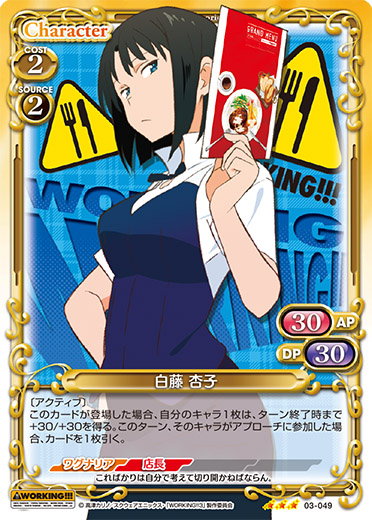 Character
COST
2
SOURCE
2
GRAND MENU
WORKING!!!
WORKING
30 AP
DP 30
白藤 杏子
[アクティブ]
このカードが登場した場合、自分のキャラ1枚は、ターン終了時まで
+30/+30を得る。このターン、そのキャラがアプローチに参加した場
合、カードを1枚引く。
ワグナリア 店長
こればかりは自分で考えて切り開かねばならん。
WORKING!!!
© 高津カリノ/スクウェアエニックス・「WORKING!!3」製作委員会
03-049